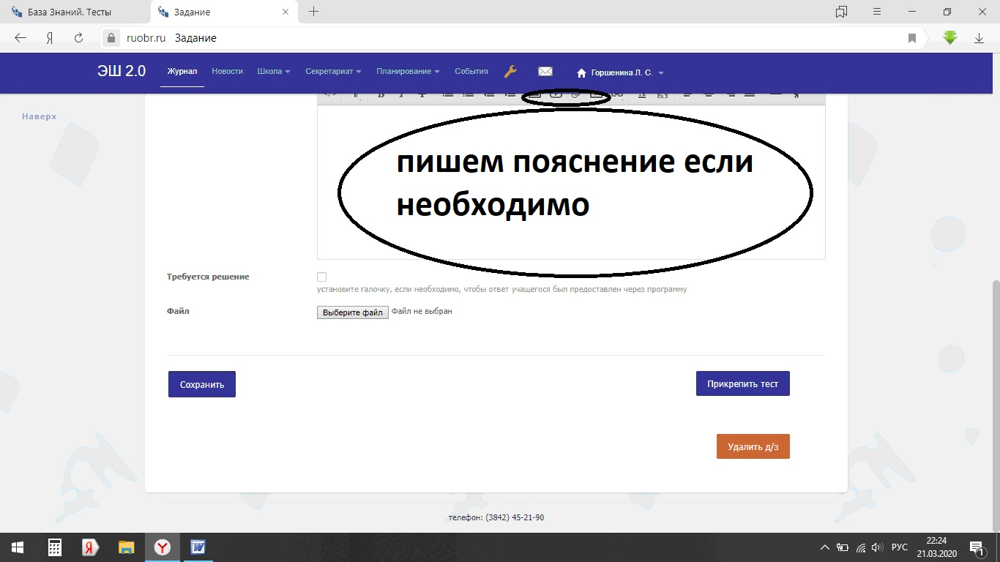 База Знаний. Тесты
Задание
ruobr.ru Задание
ЭШ 2.0
Журнал
Новости
Школа
Секретариат
Планирование
События
Горшенина Л. С.
Наверх
пишем пояснение если
необходимо
Требуется решение
установите галочку, если необходимо, чтобы ответ учащегося был предоставлен через программу
Файл
Выберите файл
Файл не выбран
Сохранить
Прикрепить тест
Удалить д/з
телефон: (3842) 45-21-90
РУС
22:24
21.03.2020
1